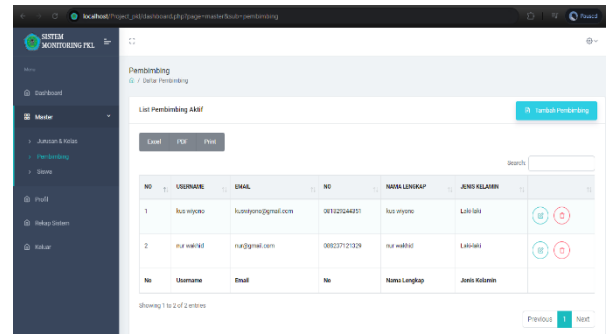 localhost/Project_pkl/dashboard.php?page=master&sub=pembimbing
Paused
SISTEM
MONITORING PKL
Menu
Dashboard
Master
Jurusan & Kelas
Pembimbing
Siswa
Profil
Rekap Sistem
Keluar
Pembimbing
/ Daftar Pembimbing
List Pembimbing Aktif
Tambah Pembimbing
Excel PDF Print
Search:
NO USERNAME EMAIL NO NAMA LENGKAP JENIS KELAMIN
1 kus wiyono kuswiyono@gmail.com kus wiyono Laki-laki
2 nur wakhid nur@gmail.com 088237121329 nur wakhid Laki-laki
No Username Email No Nama Lengkap Jenis Kelamin
Showing 1 to 2 of 2 entries
Previous 1 Next